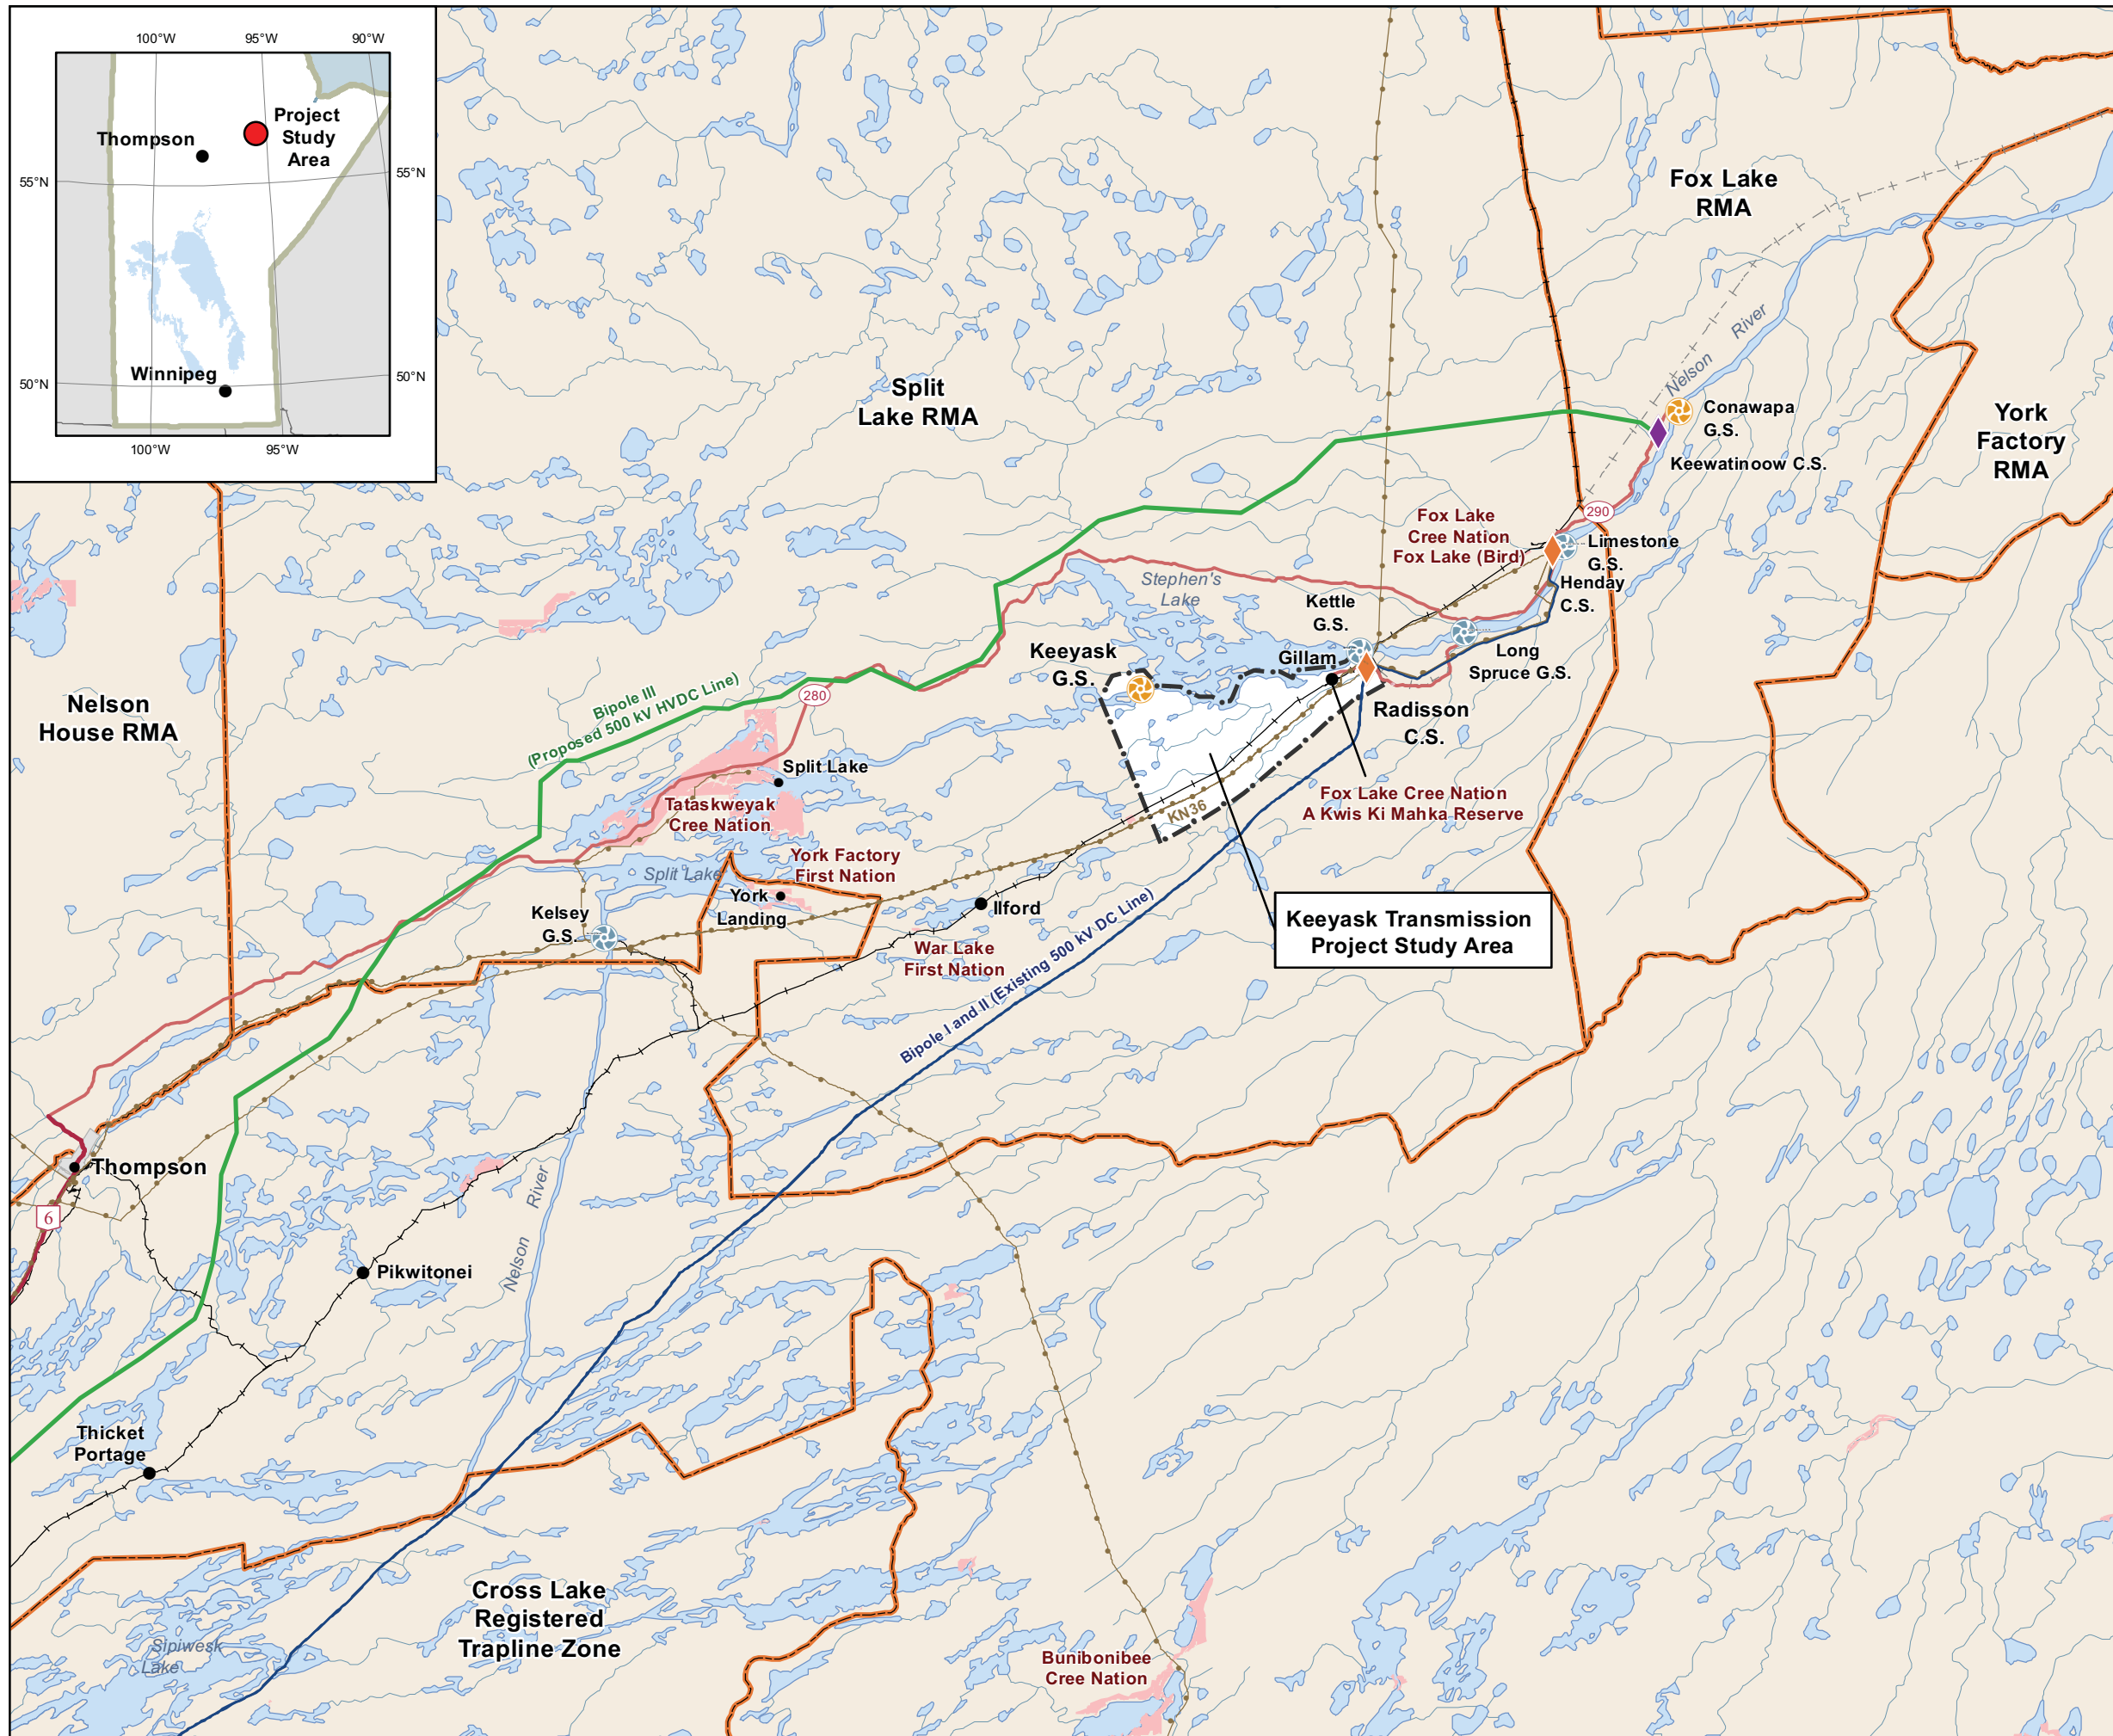 100°W
95°W
90°W
Project
Study
Area
Thompson
55°N
55°N
Winnipeg
50°N
50°N
100°W
95°W
Fox Lake
RMA
Split
Lake RMA
York
Factory
RMA
Nelson
House RMA
Nelson
River
Conawapa
G.S.
Keewatinoow C.S.
290
Fox Lake
Cree Nation
Fox Lake (Bird)
Limestone
G.S.
Henday
C.S.
Stephen's
Lake
Kettle
G.S.
Keeyask
G.S.
Gillam
Long
Spruce G.S.
Radisson
C.S.
Bipole III
(Proposed 500 kV HVDC Line)
280
Split Lake
Tataskweyak
Cree Nation
Fox Lake Cree Nation
A Kwis Ki Mahka Reserve
KN36
York Factory
First Nation
Split Lake
York
Landing
Kelsey
G.S.
Ilford
War Lake
First Nation
Keeyask Transmission
Project Study Area
Bipole I and II (Existing 500 kV DC Line)
Thompson
6
Nelson
River
Pikwitonei
Thicket
Portage
Cross Lake
Registered
Trapline Zone
Sipiwesk
Lake
Bunibonibee
Cree Nation